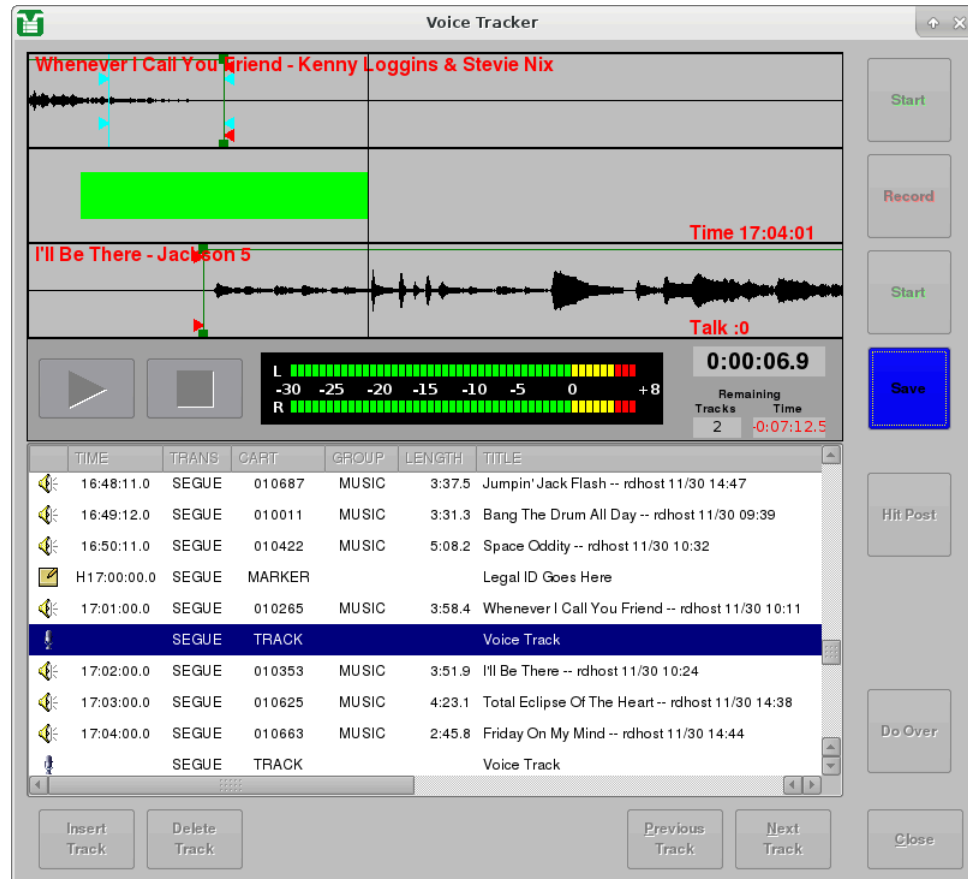 Voice Tracker
Whenever I Call You Friend - Kenny Loggins & Stevie Nix
Start
Record
Time 17:04:01
I'll Be There - Jackson 5
Start
Talk :0
L
-30 -25 -20 -15 -10 -5 0 +8
R
0:00:06.9
Remaining
Tracks Time
2 -0:07:12.5
Save
TIME TRANS CART GROUP LENGTH TITLE
16:48:11.0 SEGUE 010687 MUSIC 3:37.5 Jumpin' Jack Flash -- rdhost 11/30 14:47
16:49:12.0 SEGUE 010011 MUSIC 3:31.3 Bang The Drum All Day -- rdhost 11/30 09:39
16:50:11.0 SEGUE 010422 MUSIC 5:08.2 Space Oddity -- rdhost 11/30 10:32
H17:00:00.0 SEGUE MARKER Legal ID Goes Here
17:01:00.0 SEGUE 010265 MUSIC 3:58.4 Whenever I Call You Friend -- rdhost 11/30 10:11
SEGUE TRACK Voice Track
17:02:00.0 SEGUE 010353 MUSIC 3:51.9 I'll Be There -- rdhost 11/30 10:24
17:03:00.0 SEGUE 010625 MUSIC 4:23.1 Total Eclipse Of The Heart -- rdhost 11/30 14:38
17:04:00.0 SEGUE 010663 MUSIC 2:45.8 Friday On My Mind -- rdhost 11/30 14:44
SEGUE TRACK Voice Track
Hit Post
Do Over
Insert
Track
Delete
Track
Previous
Track
Next
Track
Close